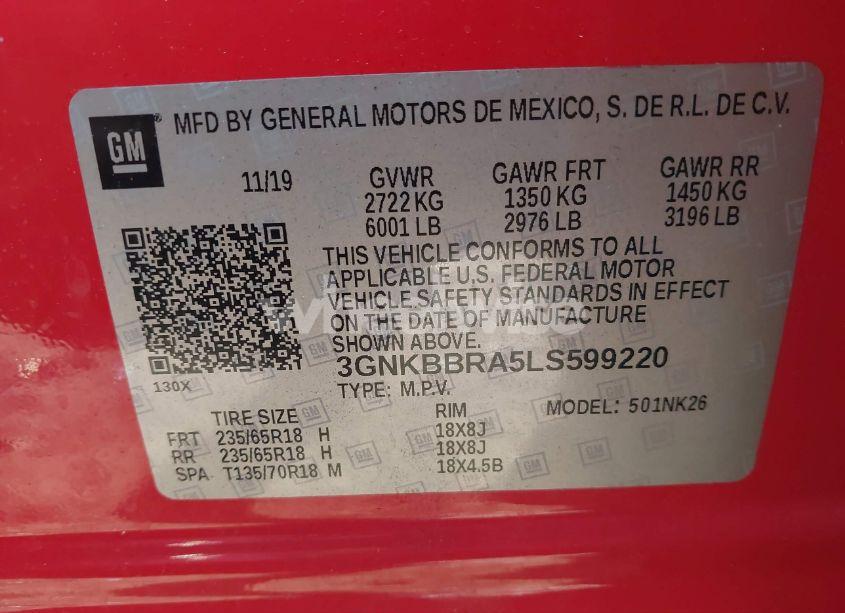 GM ® MFD BY GENERAL MOTORS DE MEXICO, S. DE R.L. DE C.V.
11/19 GVWR GAWR FRT GAWR RR
2722 KG 1350 KG 1450 KG
6001 LB 2976 LB 3196 LB
THIS VEHICLE CONFORMS TO ALL
APPLICABLE U.S. FEDERAL MOTOR
VEHICLE SAFETY STANDARDS IN EFFECT
ON THE DATE OF MANUFACTURE
SHOWN ABOVE.
3GNKBBRA5LS599220
130X
TYPE: M.P.V.
TIRE SIZE RIM MODEL: 501NK26
FRT 235/65R18 H 18X8J
RR 235/65R18 H 18X8J
SPA T135/70R18 M 18X4.5B